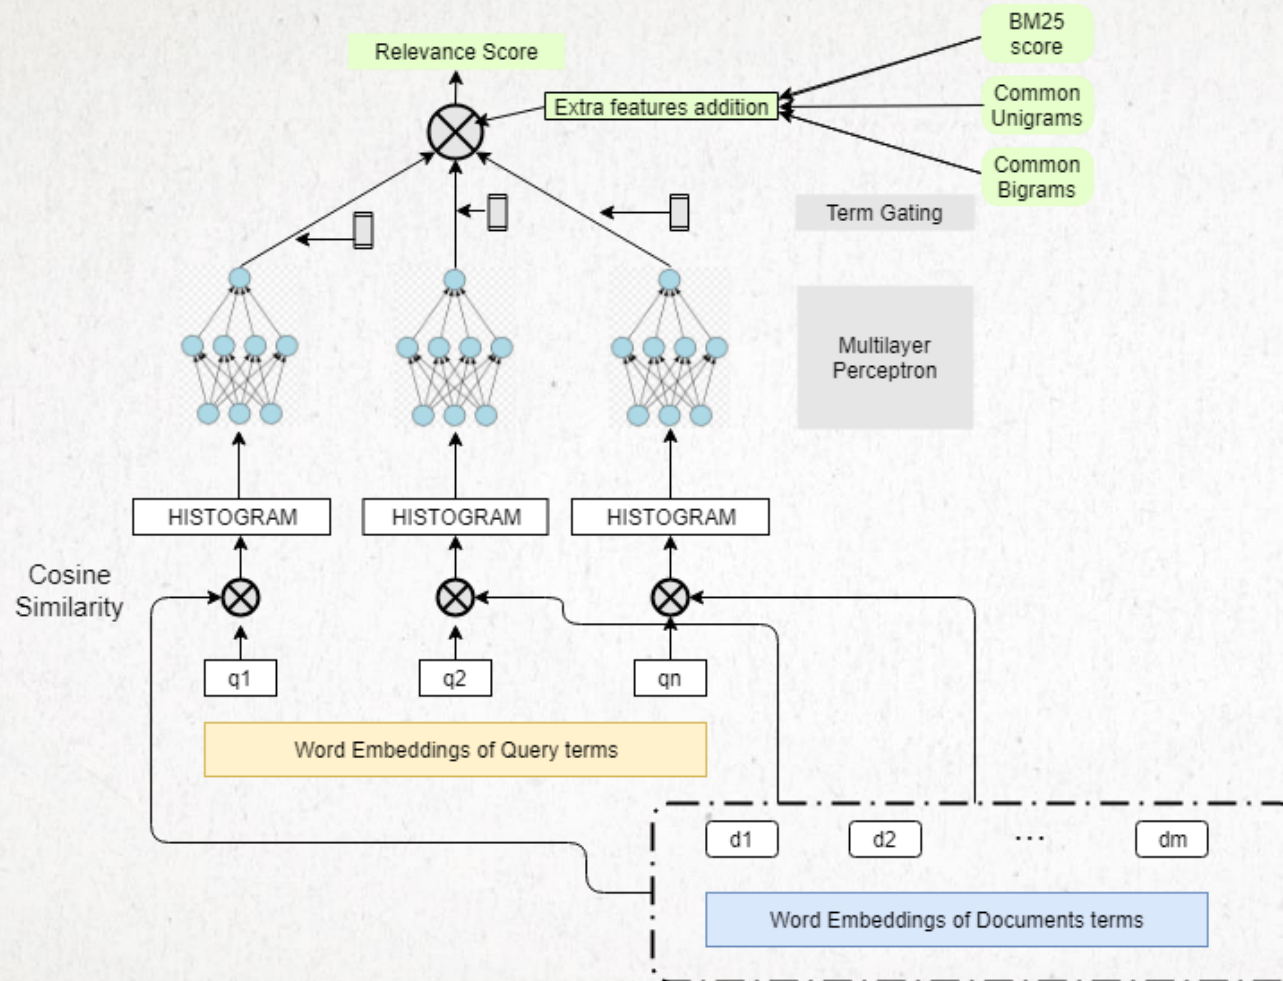 BM25
score
Relevance Score
Common
Unigrams
Extra features addition
Common
Bigrams
Term Gating
Multilayer
Perceptron
HISTOGRAM
HISTOGRAM
HISTOGRAM
Cosine
Similarity
q1
q2
qn
Word Embeddings of Query terms
d1
d2
...
dm
Word Embeddings of Documents terms